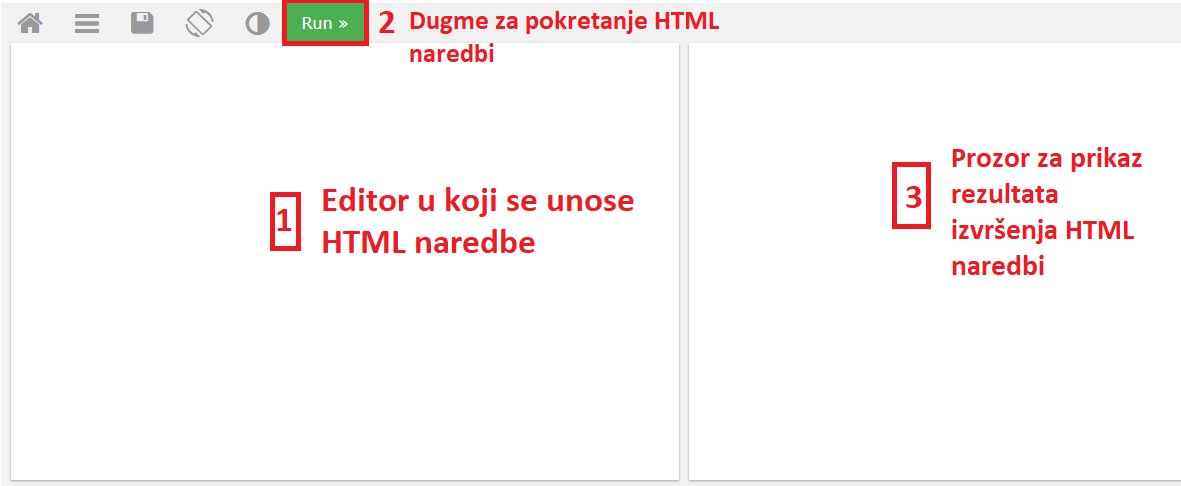 Run »
2 Dugme za pokretanje HTML
naredbi
1
Editor u koji se unose
HTML naredbe
3
Prozor za prikaz
rezultata
izvršenja HTML
naredbi